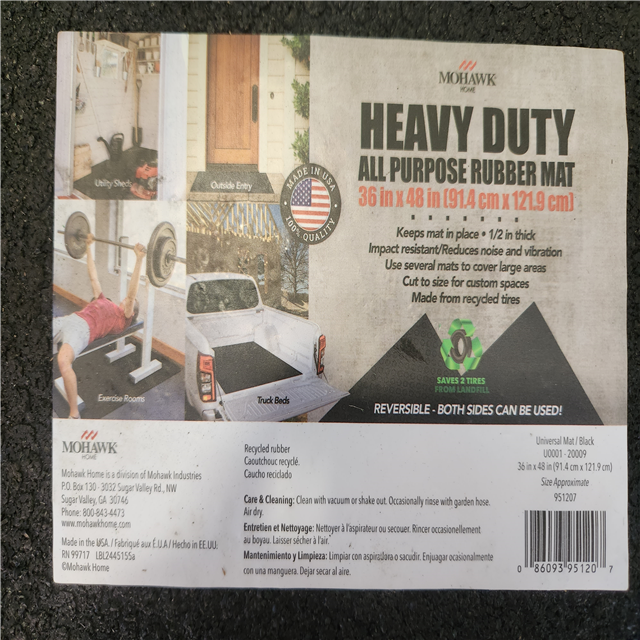 MOHAWK
HOME
HEAVY DUTY
ALL PURPOSE RUBBER MAT
36 in x 48 in (91.4 cm x 121.9 cm)
Keeps mat in place • 1/2 in thick
Impact resistant/Reduces noise and vibration
Use several mats to cover large areas
Cut to size for custom spaces
Made from recycled tires
SAVES 2 TIRES
FROM LANDFILL
REVERSIBLE - BOTH SIDES CAN BE USED!
Utility Sheds
Outside Entry
MADE IN USA
100% QUALITY
Exercise Rooms
Truck Beds
MOHAWK
HOME
Mohawk Home is a division of Mohawk Industries
P.O. Box 130 - 3032 Sugar Valley Rd., NW
Sugar Valley, GA 30746
Phone: 800-843-4473
www.mohawkhome.com
Made in the USA / Fabriqué aux É.U.A / Hecho in EE.UU.
RN 99717 LBL2445155a
©Mohawk Home
Recycled rubber
Caoutchouc recyclé.
Caucho reciclado
Care & Cleaning: Clean with vacuum or shake out. Occasionally rinse with garden hose.
Air dry.
Entretien et Nettoyage: Nettoyer à l'aspirateur ou secouer. Rincer occasionellement
au boyau. Laisser sécher à l'air.
Mantenimiento y Limpieza: Limpiar con aspiradora o sacudir. Enjuagar ocasionalmente
con una manguera. Dejar secar al aire.
Universal Mat / Black
U0001 - 20009
36 in x 48 in (91.4 cm x 121.9 cm)
Size Approximate
951207
0 86093 95120 7